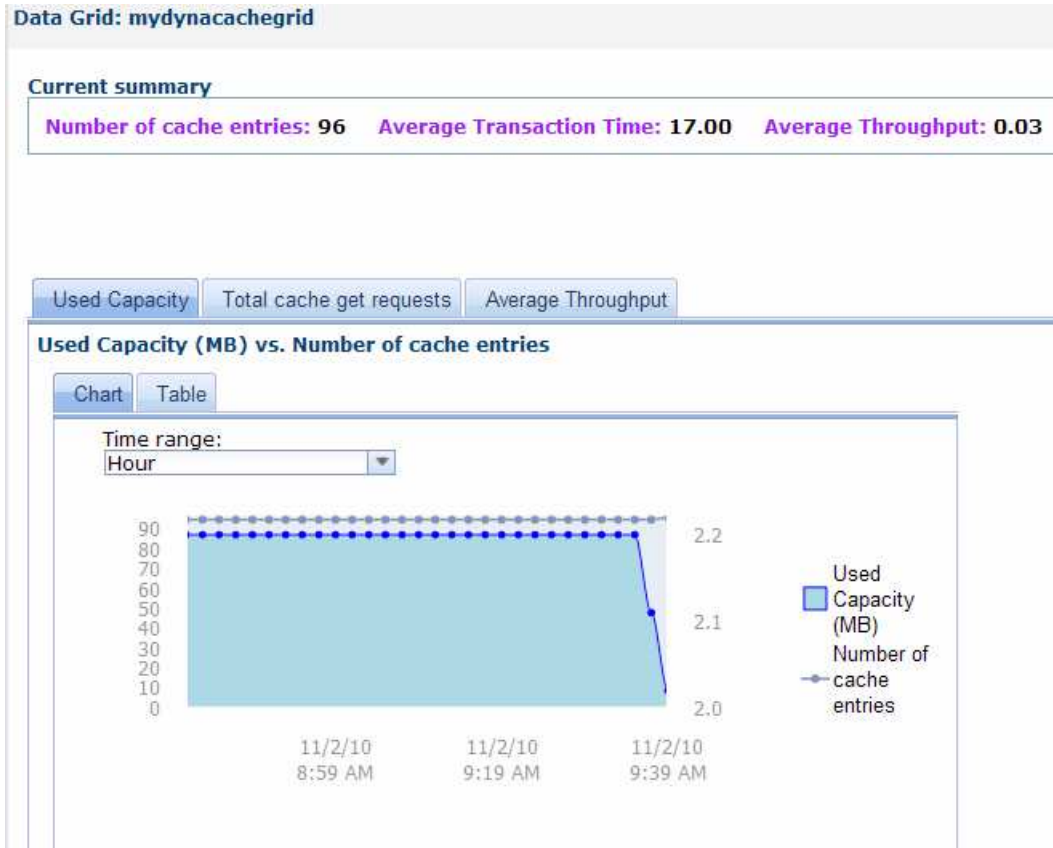 Data Grid: mydynacachegrid
Current summary
Number of cache entries: 96 Average Transaction Time: 17.00 Average Throughput: 0.03
Used Capacity Total cache get requests Average Throughput
Used Capacity (MB) vs. Number of cache entries
Chart Table
Time range:
Hour
90
80
70
60
50
40
30
20
10
0
2.2
2.1
2.0
11/2/10
8:59 AM
11/2/10
9:19 AM
11/2/10
9:39 AM
Used
Capacity
(MB)
Number of
cache
entries